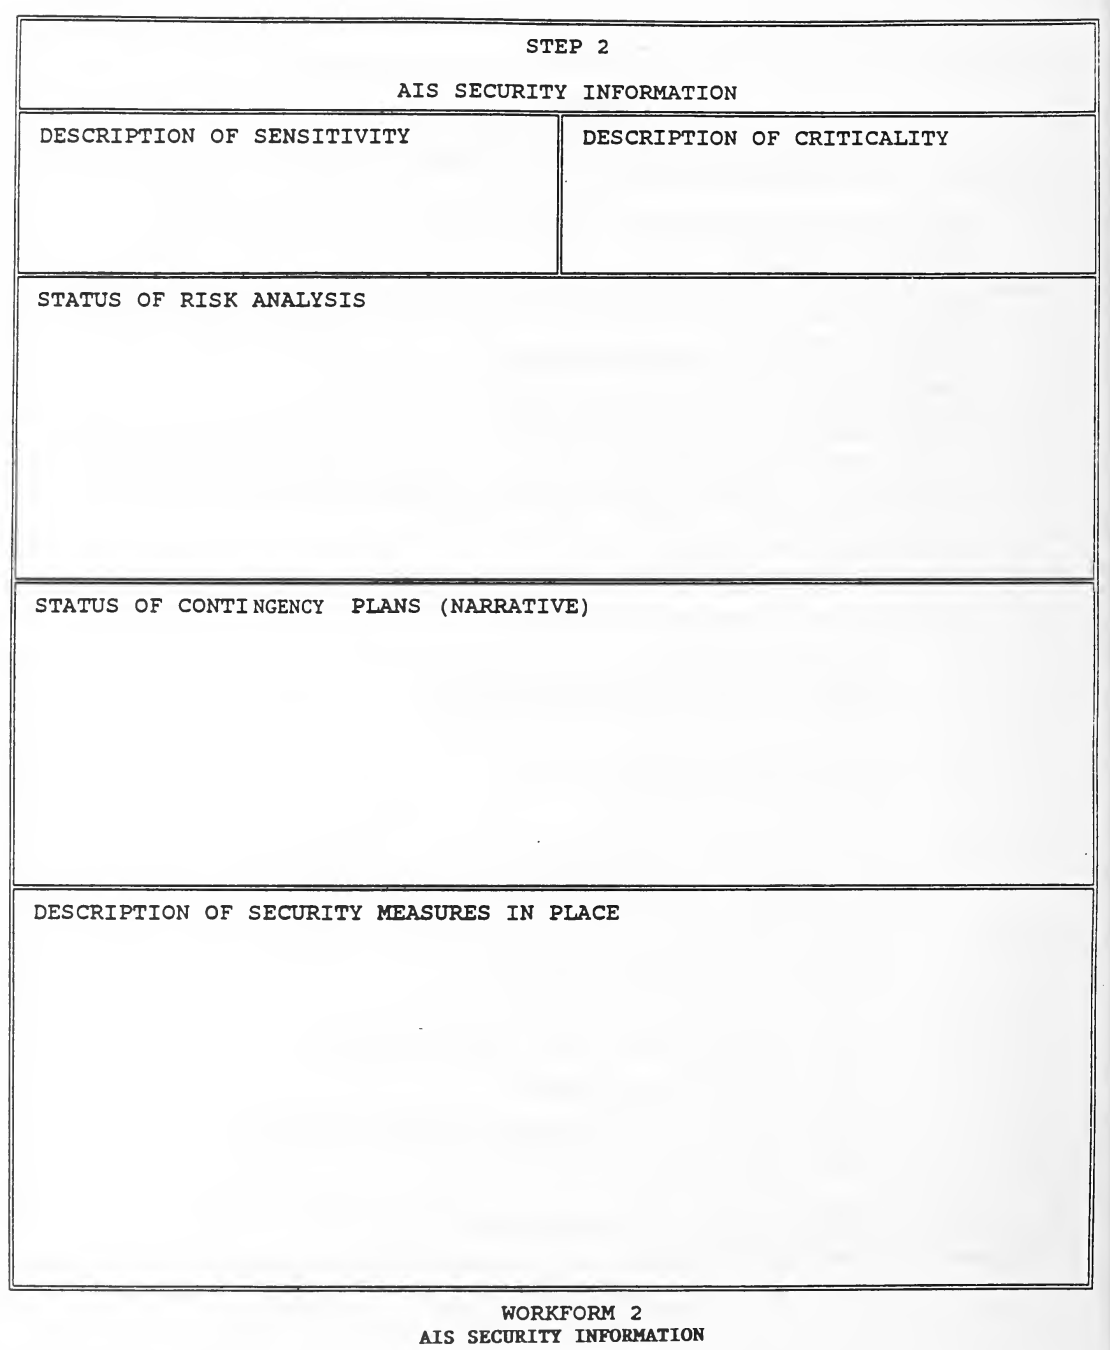 STEP 2
AIS SECURITY INFORMATION
DESCRIPTION OF SENSITIVITY
DESCRIPTION OF CRITICALITY
STATUS OF RISK ANALYSIS
STATUS OF CONTINGENCY PLANS (NARRATIVE)
DESCRIPTION OF SECURITY MEASURES IN PLACE
WORKFORM 2
AIS SECURITY INFORMATION